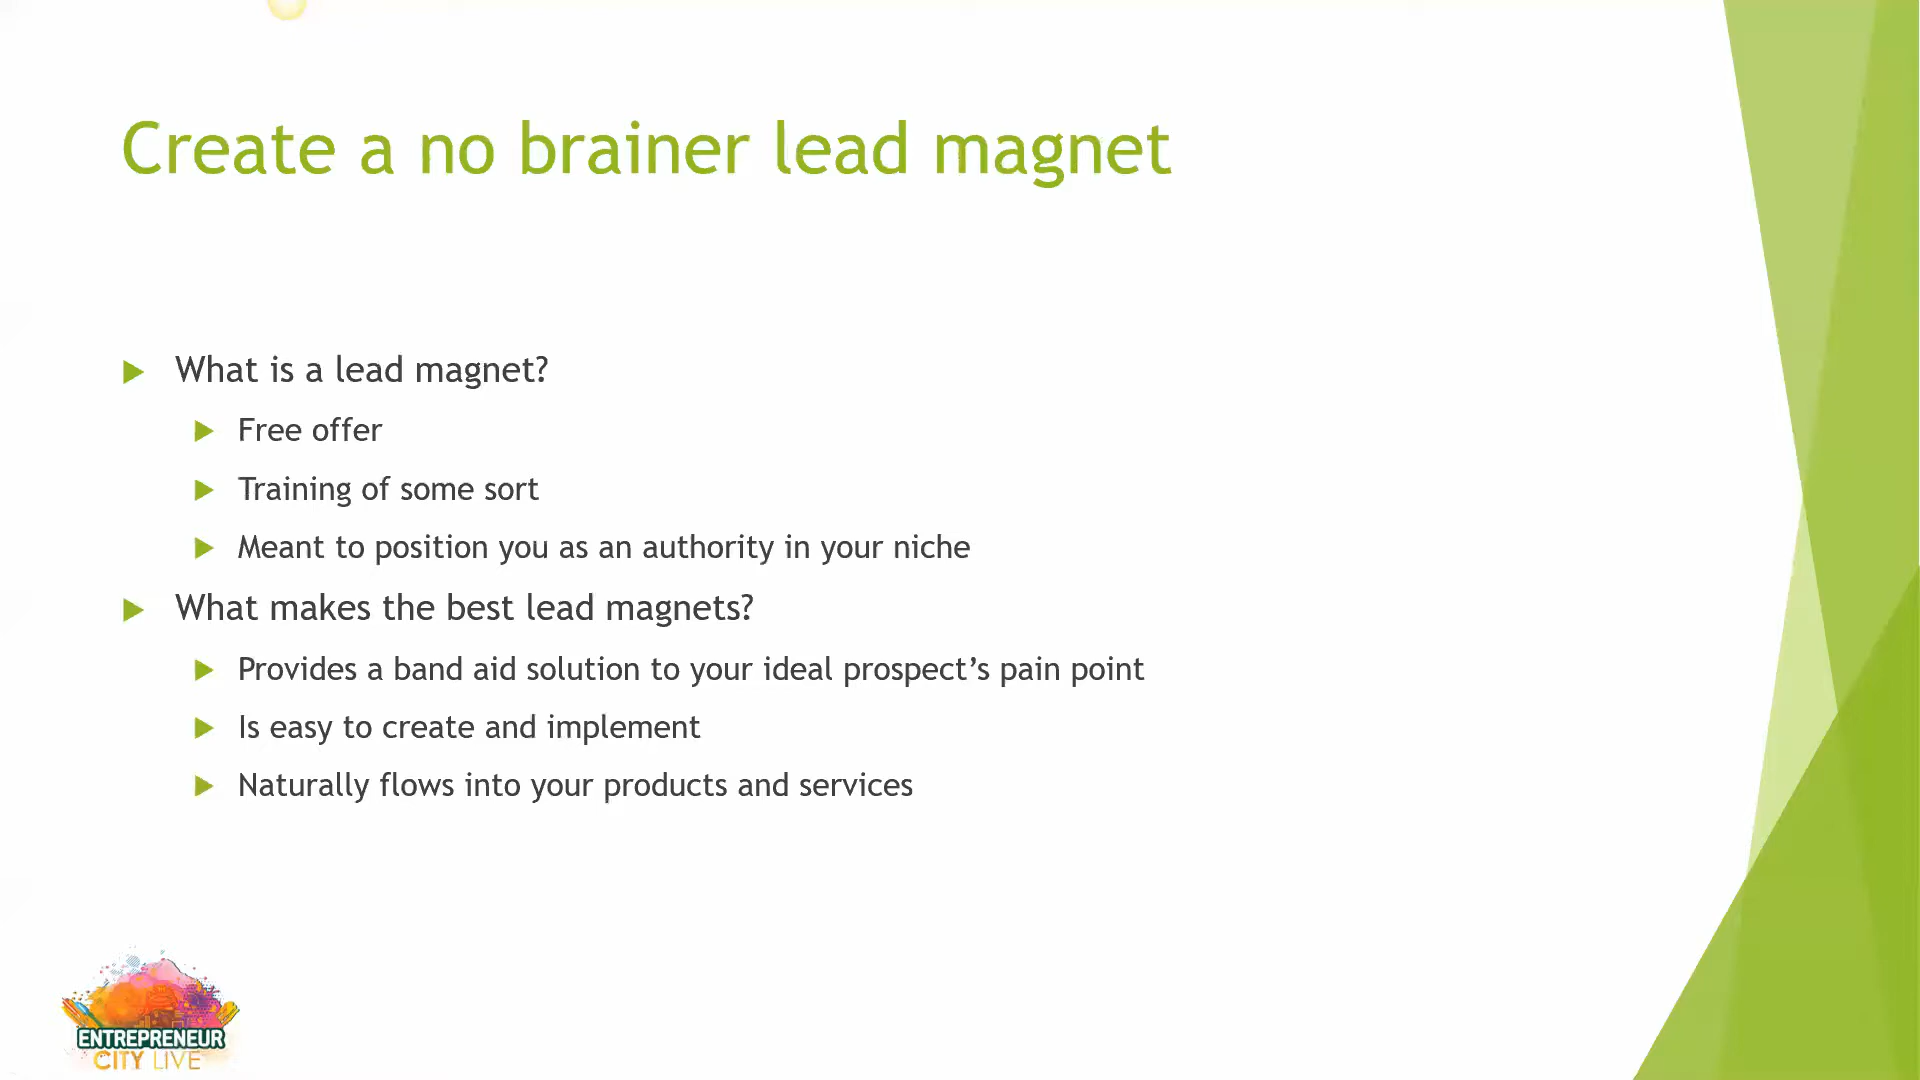 Create a no brainer lead magnet
What is a lead magnet?
Free offer
Training of some sort
Meant to position you as an authority in your niche
What makes the best lead magnets?
Provides a band aid solution to your ideal prospect’s pain point
Is easy to create and implement
Naturally flows into your products and services
ENTREPRENEUR
CITY LIVE